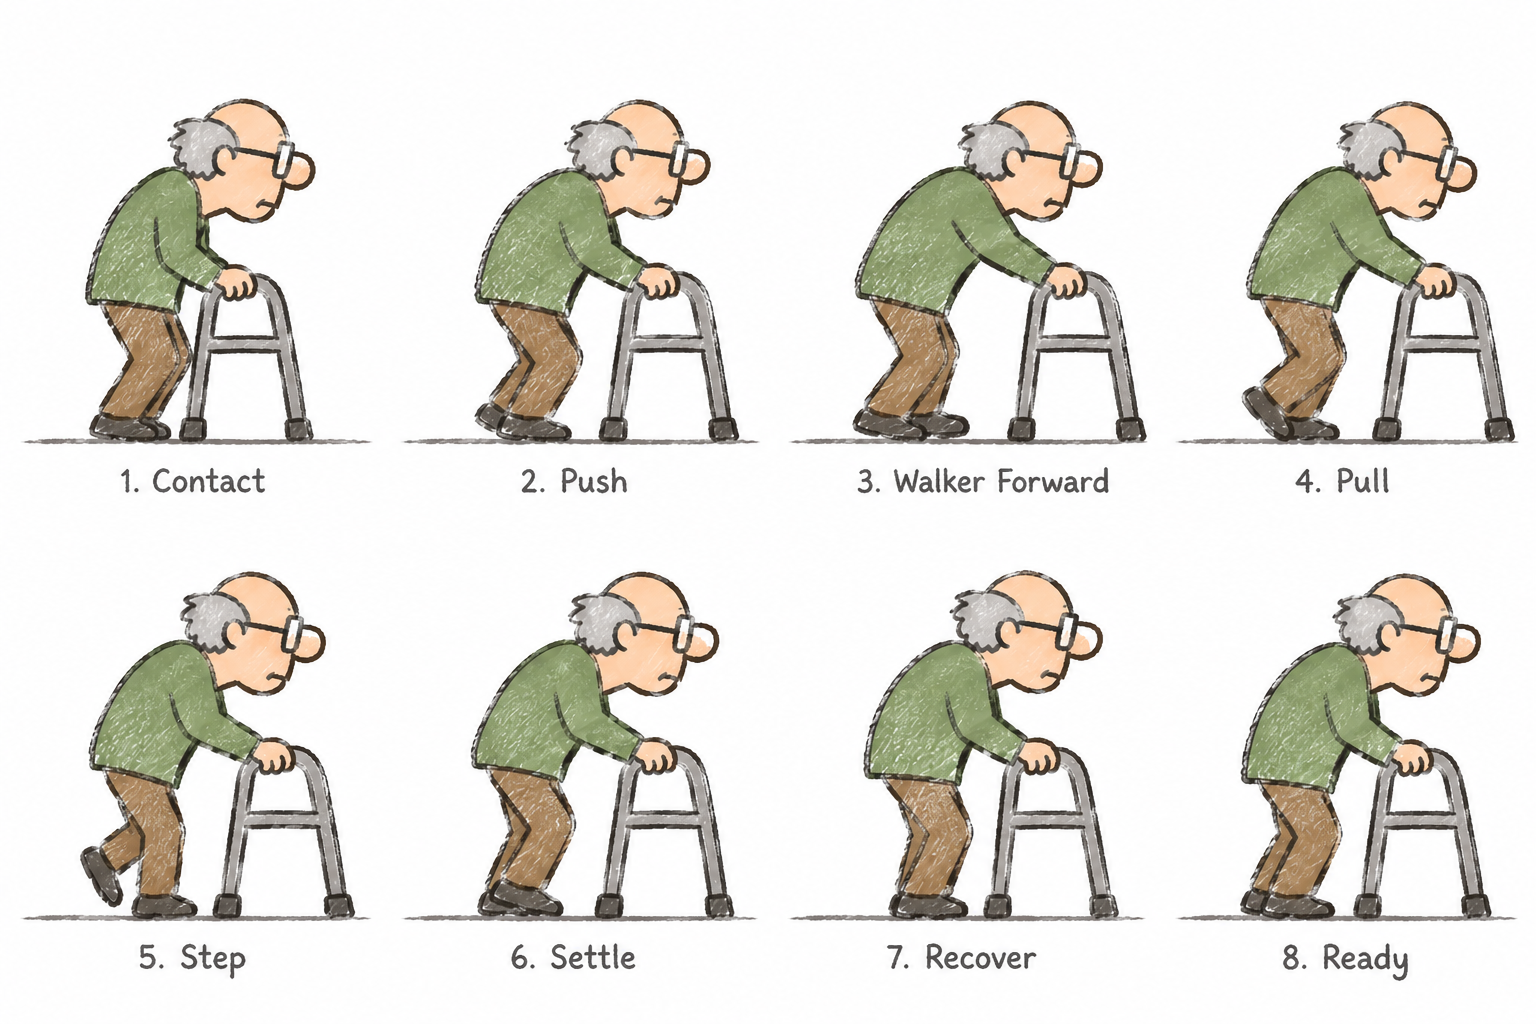 1. Contact
2. Push
3. Walker Forward
4. Pull
5. Step
6. Settle
7. Recover
8. Ready